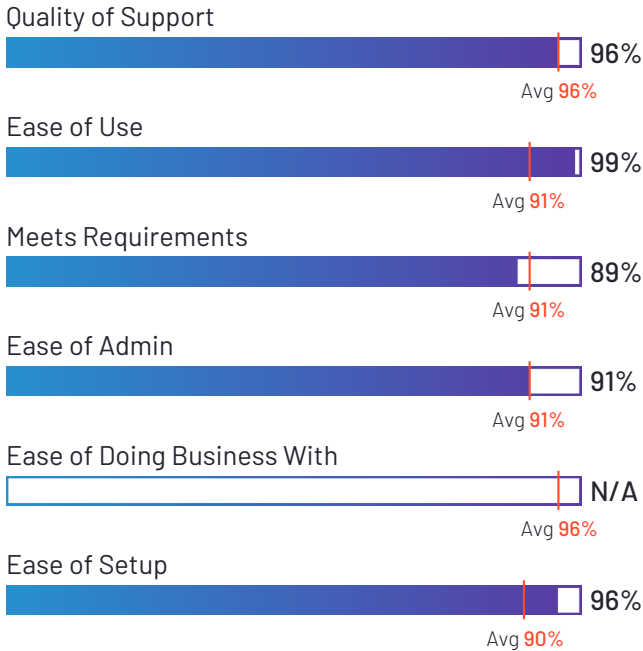 Quality of Support
96%
Avg 96%
Ease of Use
99%
Avg 91%
Meets Requirements
89%
Avg 91%
Ease of Admin
91%
Avg 91%
Ease of Doing Business With
N/A
Avg 96%
Ease of Setup
96%
Avg 90%